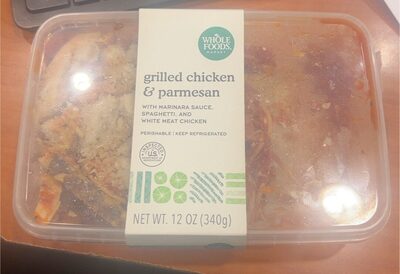 WHOLE
FOODS
MARKET
grilled chicken
& parmesan
WITH MARINARA SAUCE,
SPAGHETTI, AND
WHITE MEAT CHICKEN
PERISHABLE | KEEP REFRIGERATED
INSPECTED
U.S.
NET WT. 12 OZ (340g)